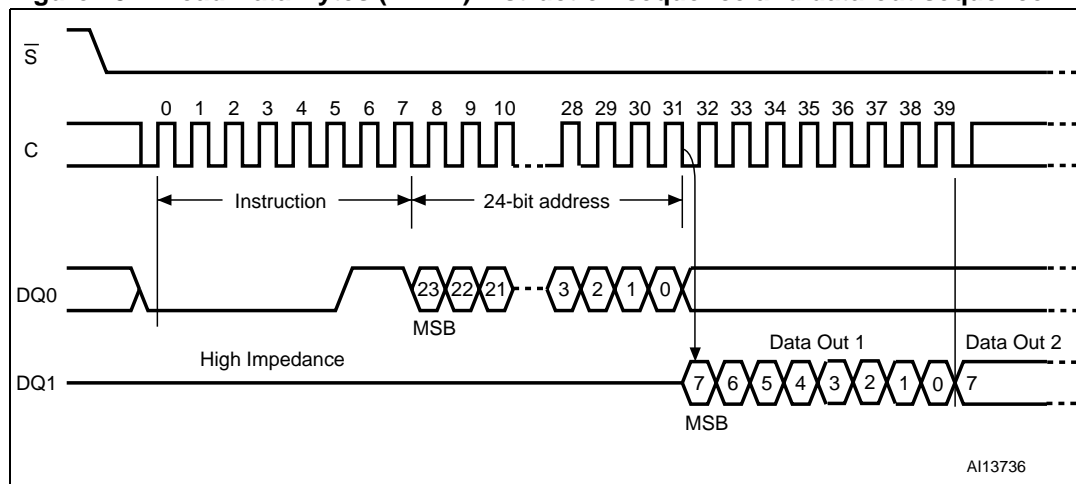 S̅
0 1 2 3 4 5 6 7 8 9 10 28 29 30 31 32 33 34 35 36 37 38 39
C
Instruction 24-bit address
DQ0 23 22 21 3 2 1 0
MSB
Data Out 1 Data Out 2
High Impedance
DQ1 7 6 5 4 3 2 1 0 7
MSB
AI13736